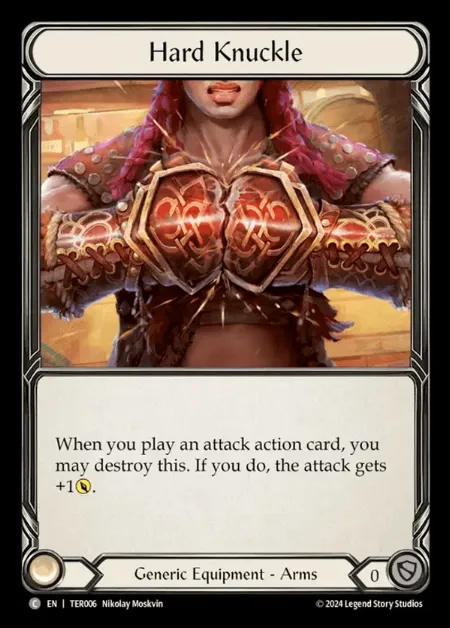 Hard Knuckle
When you play an attack action card, you
may destroy this. If you do, the attack gets
+1.
Generic Equipment - Arms
0
C EN | TER006 Nikolay Moskvin
© 2024 Legend Story Studios